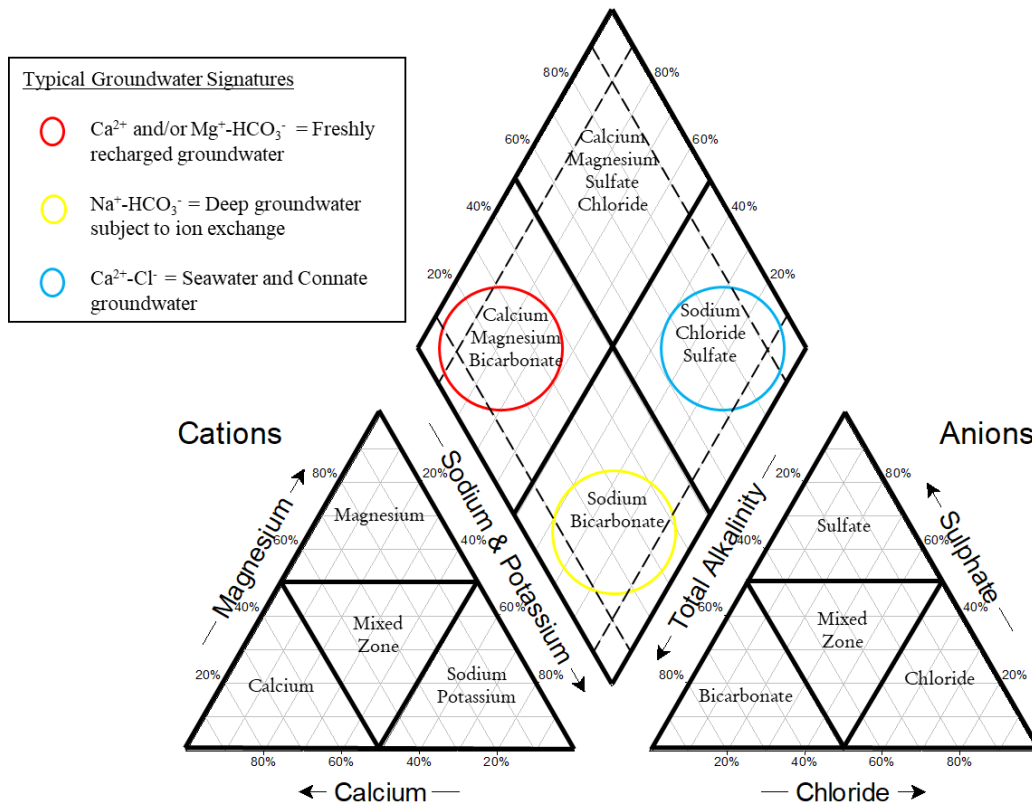 Typical Groundwater Signatures
Ca²⁺ and/or Mg⁺-HCO₃⁻ = Freshly
recharged groundwater
Na⁺-HCO₃⁻ = Deep groundwater
subject to ion exchange
Ca²⁺-Cl⁻ = Seawater and Connate
groundwater
80% 80%
60% 60%
40% 40%
20% 20%
Calcium
Magnesium
Sulfate
Chloride
Calcium
Magnesium
Bicarbonate
Sodium
Chloride
Sulfate
Sodium
Bicarbonate
Sodium & Potassium
Total Alkalinity
Cations
Magnesium
80% 20%
60% 40%
40% 60%
20% 80%
Magnesium
Mixed
Zone
Calcium
Sodium
Potassium
80% 60% 40% 20%
Calcium
Anions
Sulphate
20% 80%
40% 60%
60% 40%
80% 20%
Sulfate
Mixed
Zone
Bicarbonate
Chloride
20% 40% 60% 80%
Chloride